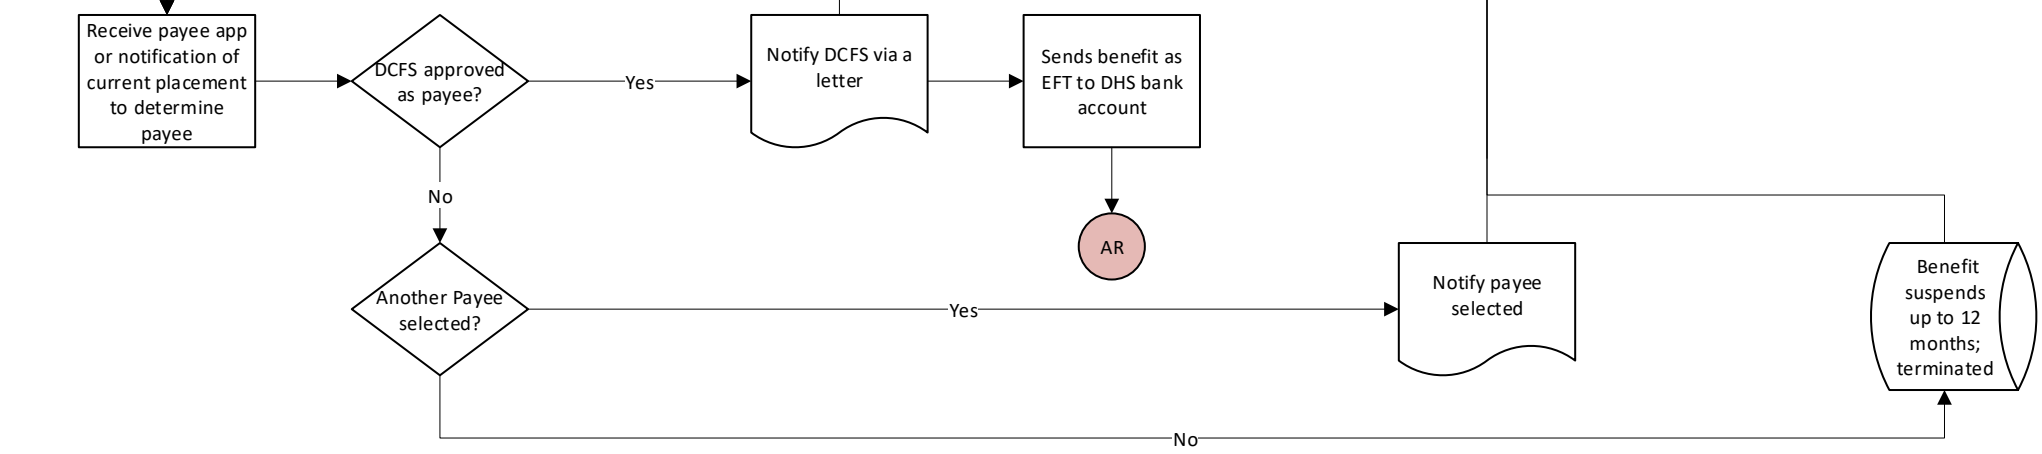 Receive payee app
or notification of
current placement
to determine
payee
DCFS approved
as payee?
Yes
Notify DCFS via a
letter
Sends benefit as
EFT to DHS bank
account
No
AR
Another Payee
selected?
Yes
Notify payee
selected
Benefit
suspends
up to 12
months;
terminated
No